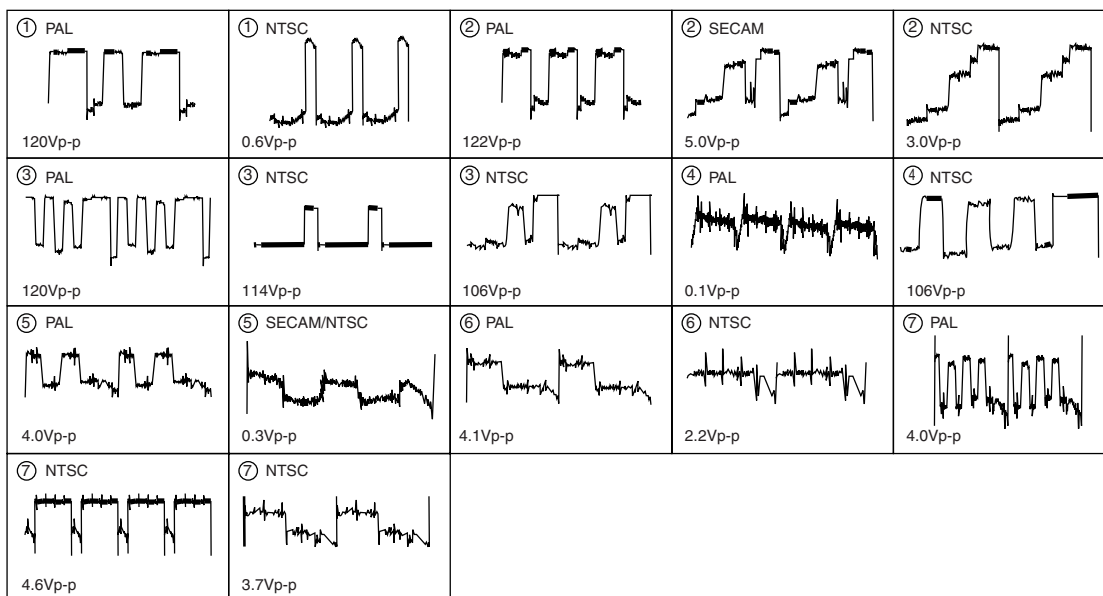 ① PAL
120Vp-p
① NTSC
0.6Vp-p
② PAL
122Vp-p
② SECAM
5.0Vp-p
② NTSC
3.0Vp-p
③ PAL
120Vp-p
③ NTSC
114Vp-p
③ NTSC
106Vp-p
④ PAL
0.1Vp-p
④ NTSC
106Vp-p
⑤ PAL
4.0Vp-p
⑤ SECAM/NTSC
0.3Vp-p
⑥ PAL
4.1Vp-p
⑥ NTSC
2.2Vp-p
⑦ PAL
4.0Vp-p
⑦ NTSC
4.6Vp-p
⑦ NTSC
3.7Vp-p